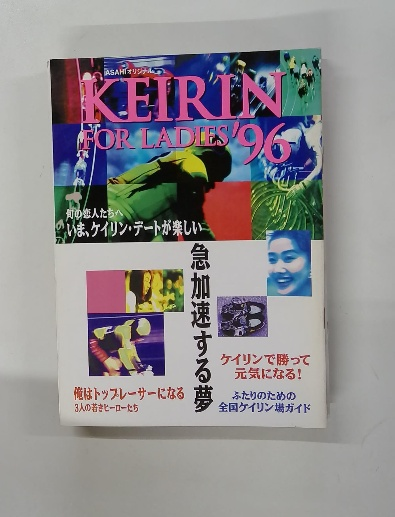 ASAHIオリジナル
KEIRIN
FOR LADIES '96
旬の恋人たちへ
いま、ケイリン・デートが楽しい
急加速する夢
ケイリンで勝って
元気になる!
俺はトップレーサーになる
3人の若きヒーローたち
ふたりのための
全国ケイリン場ガイド